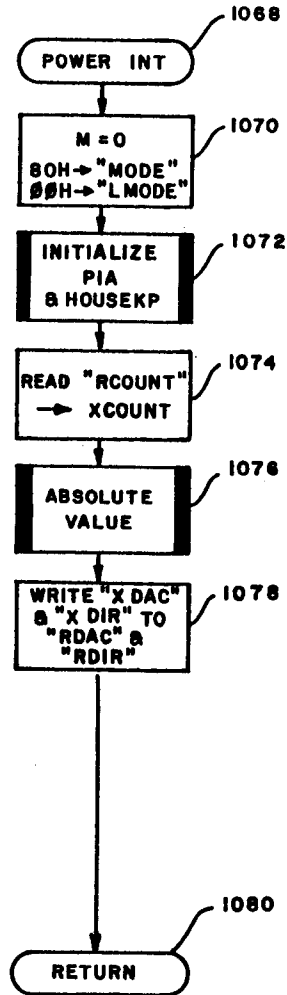 1068
POWER INT
1070
M = 0
80H → "MODE"
ØØH → "LMODE"
1072
INITIALIZE
PIA
& HOUSEKP
1074
READ "RCOUNT"
→ XCOUNT
1076
ABSOLUTE
VALUE
1078
WRITE "X DAC"
& "X DIR" TO
"RDAC" &
"RDIR"
1080
RETURN